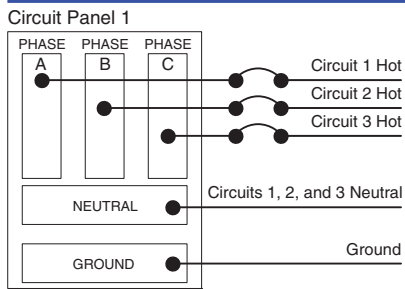 Circuit Panel 1
PHASE PHASE PHASE
A B C
Circuit 1 Hot
Circuit 2 Hot
Circuit 3 Hot
NEUTRAL
Circuits 1, 2, and 3 Neutral
GROUND
Ground